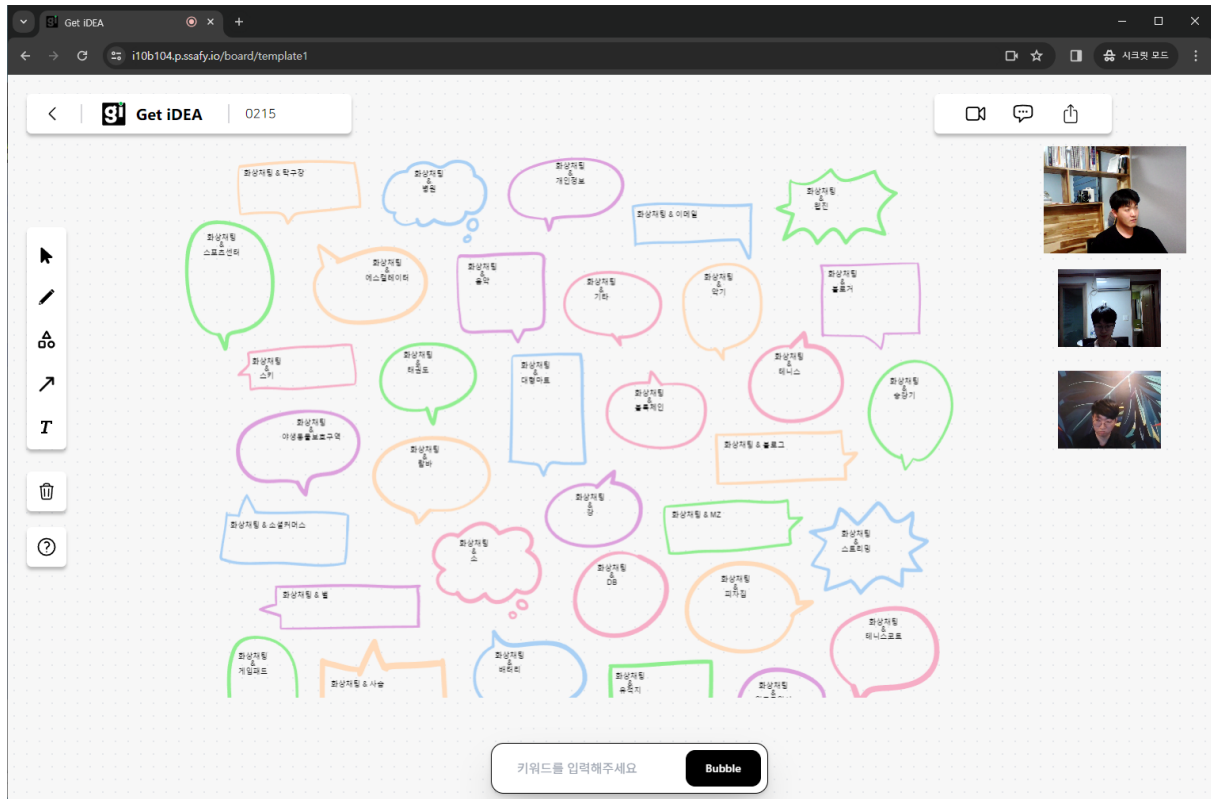 Get iDEA
i10b104.p.ssafy.io/board/template1
시크릿 모드
gi
Get iDEA
0215
화상채팅 & 탁구장
화상채팅
&
병원
화상채팅
&
개인정보
화상채팅 & 이메일
화상채팅
&
웹진
화상채팅
&
스포츠센터
화상채팅
&
에스컬레이터
화상채팅
&
음악
화상채팅
&
기타
화상채팅
&
악기
화상채팅
&
블로거
화상채팅
&
스키
화상채팅
&
태권도
화상채팅
&
대형마트
화상채팅
&
블록체인
화상채팅
&
테니스
화상채팅
&
승강기
화상채팅
&
야생동물보호구역
화상채팅
&
알바
화상채팅 & 블로그
화상채팅 & 소셜커머스
화상채팅
&
소
화상채팅
&
강
화상채팅 & MZ
화상채팅
&
스트리밍
화상채팅 & 벌
화상채팅
&
DB
화상채팅
&
피자집
화상채팅
&
테니스코트
화상채팅
&
게임패드
화상채팅 & 사슴
화상채팅
&
배터리
화상채팅
&
유적지
화상채팅
&
T
키워드를 입력해주세요
Bubble